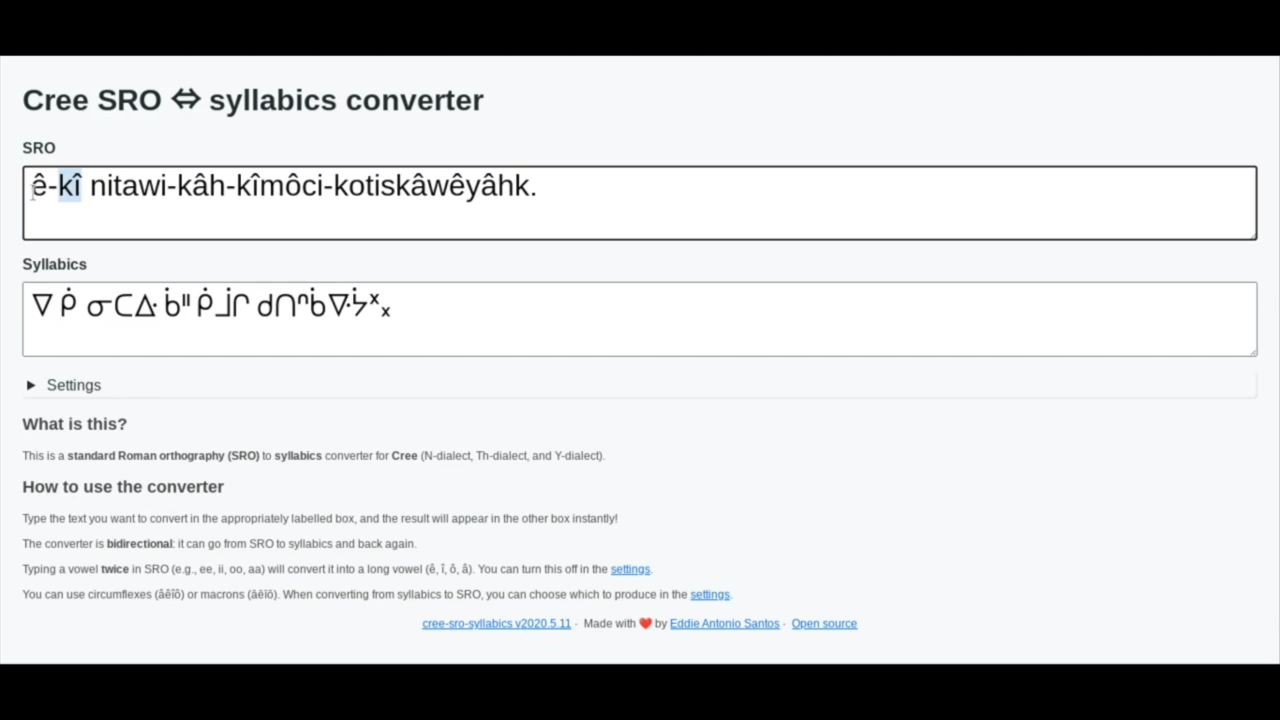 Cree SRO ⇔ syllabics converter
SRO
ê-kî nitawi-kâh-kîmôci-kotiskâwêyâhk.
Syllabics
ᐁ ᑮ ᓂᑕᐏ ᑳᐦ ᑮᒨᒋ ᑯᑎᐢᑳᐍᔮᕽ᙮
▶ Settings
What is this?
This is a standard Roman orthography (SRO) to syllabics converter for Cree (N-dialect, Th-dialect, and Y-dialect).
How to use the converter
Type the text you want to convert in the appropriately labelled box, and the result will appear in the other box instantly!
The converter is bidirectional: it can go from SRO to syllabics and back again.
Typing a vowel twice in SRO (e.g., ee, ii, oo, aa) will convert it into a long vowel (ê, î, ô, â). You can turn this off in the settings.
You can use circumflexes (âêîô) or macrons (āēīō). When converting from syllabics to SRO, you can choose which to produce in the settings.
cree-sro-syllabics v2020.5.11 · Made with ❤️ by Eddie Antonio Santos · Open source